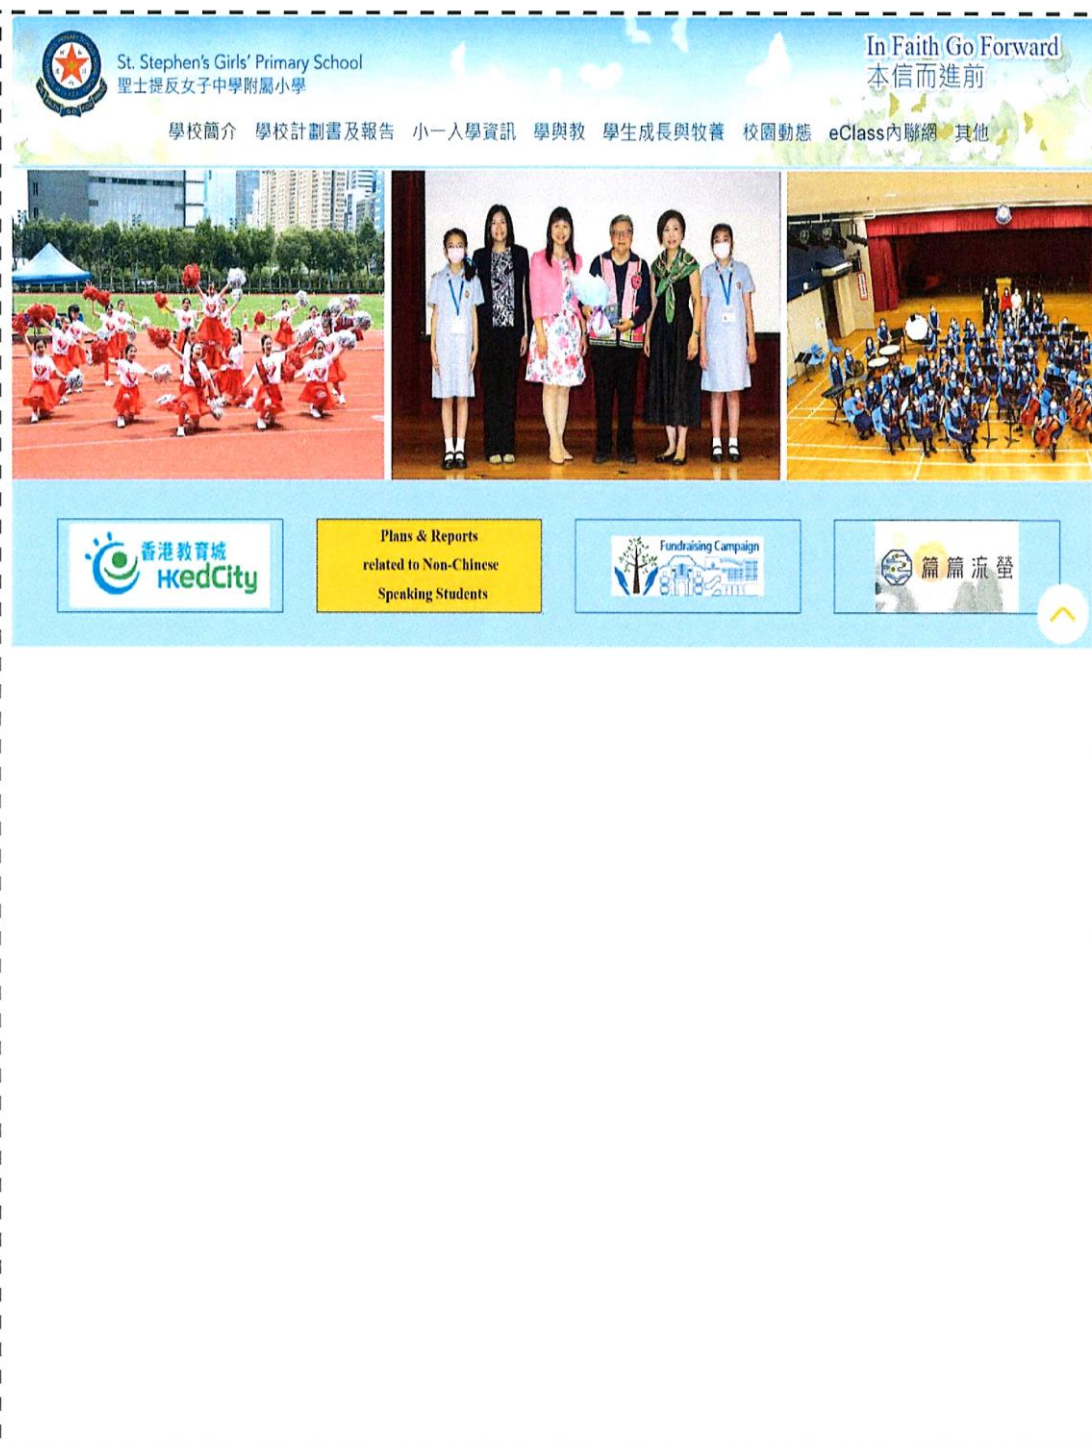 St. Stephen's Girls' Primary School
聖士提反女子中學附屬小學
In Faith Go Forward
本信而進前
學校簡介 學校計劃書及報告 小一入學資訊 學與教 學生成長與牧養 校園動態 eClass內聯網 其他
香港教育城
HKedCity
Plans & Reports
related to Non-Chinese
Speaking Students
Fundraising Campaign
篇篇流螢